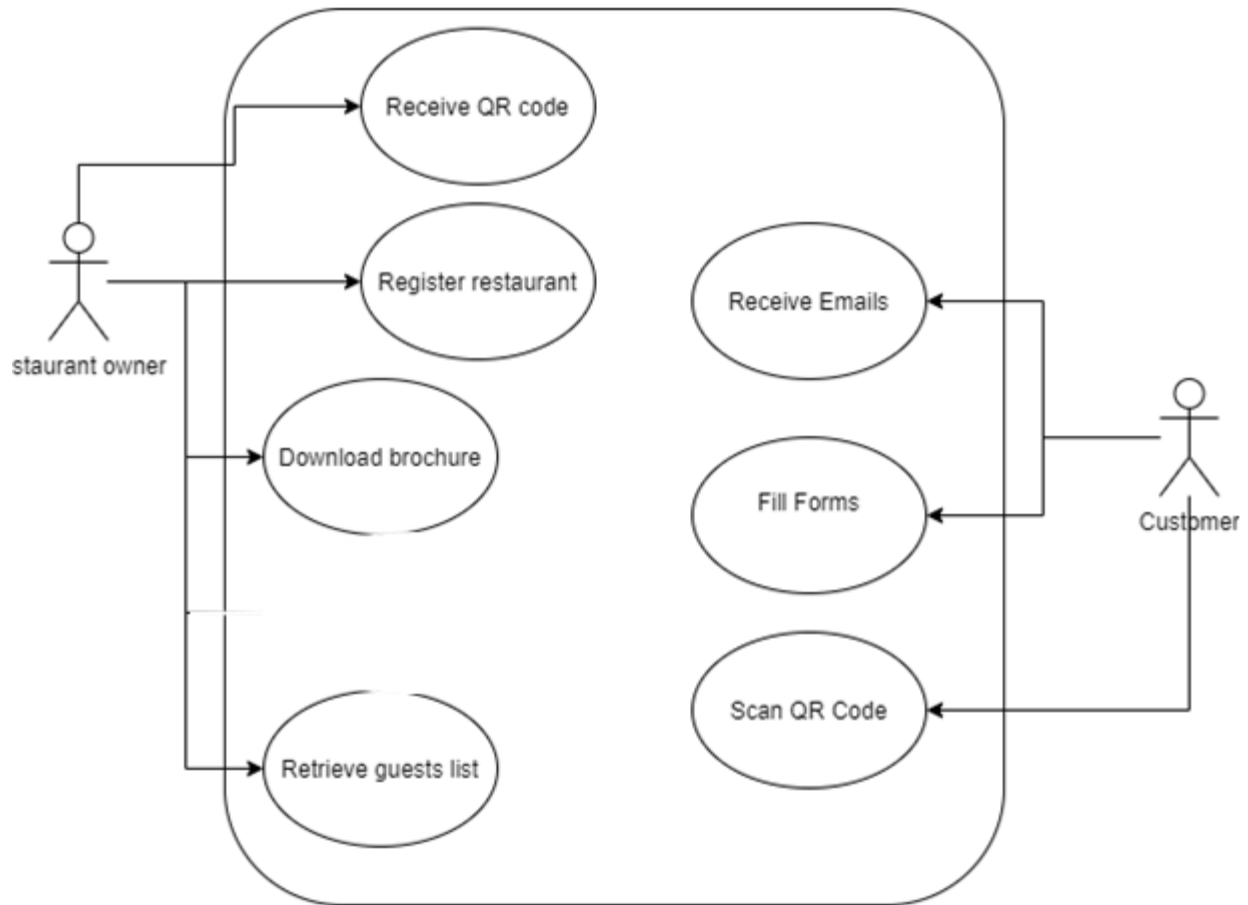 Receive QR code
Register restaurant
Receive Emails
staurant owner
Download brochure
Fill Forms
Customer
Scan QR Code
Retrieve guests list